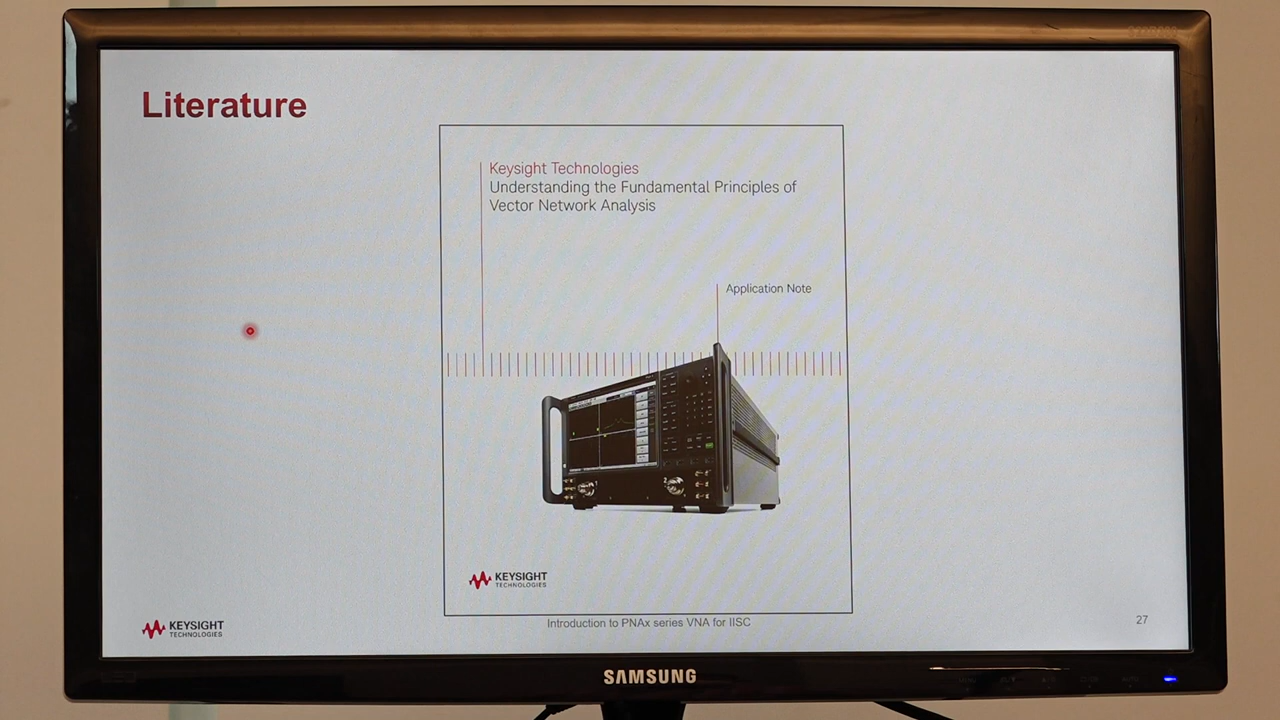 Literature
Keysight Technologies
Understanding the Fundamental Principles of
Vector Network Analysis
Application Note
KEYSIGHT
TECHNOLOGIES
Introduction to PNAx series VNA for IISC
27
KEYSIGHT
TECHNOLOGIES
SAMSUNG